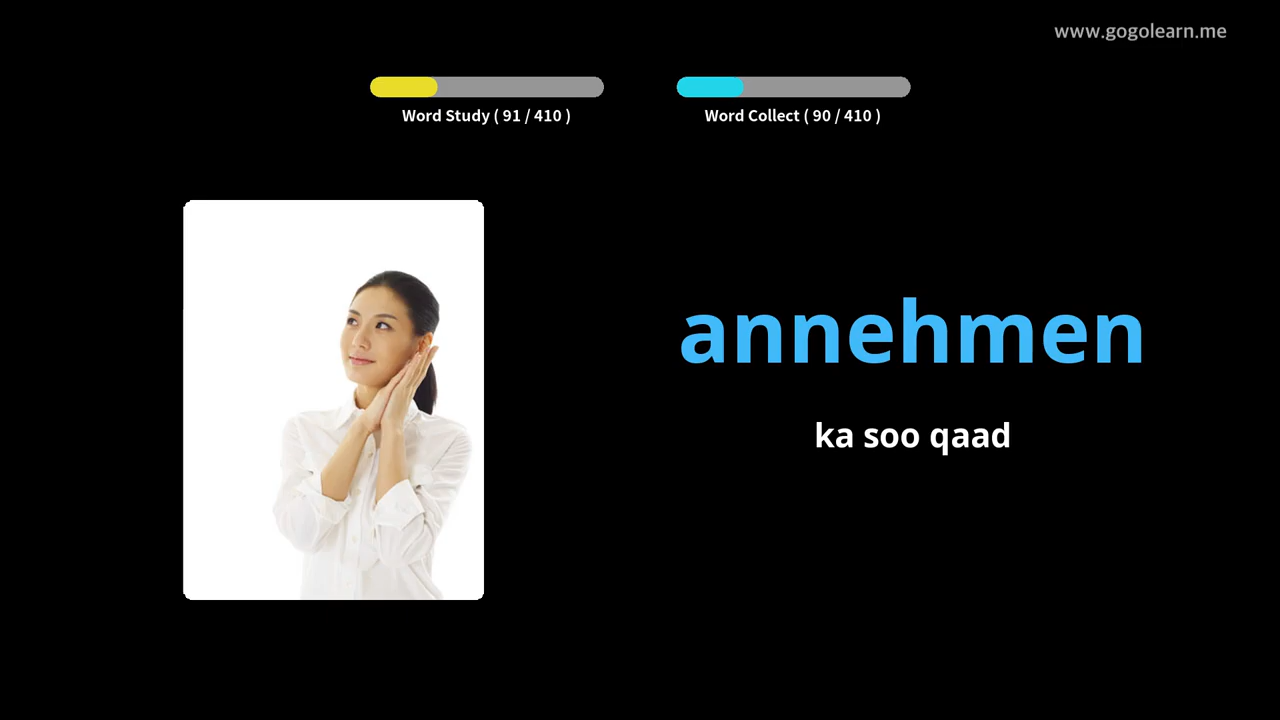 www.gogolearn.me
Word Study ( 91 / 410 )
Word Collect ( 90 / 410 )
annehmen
ka soo qaad